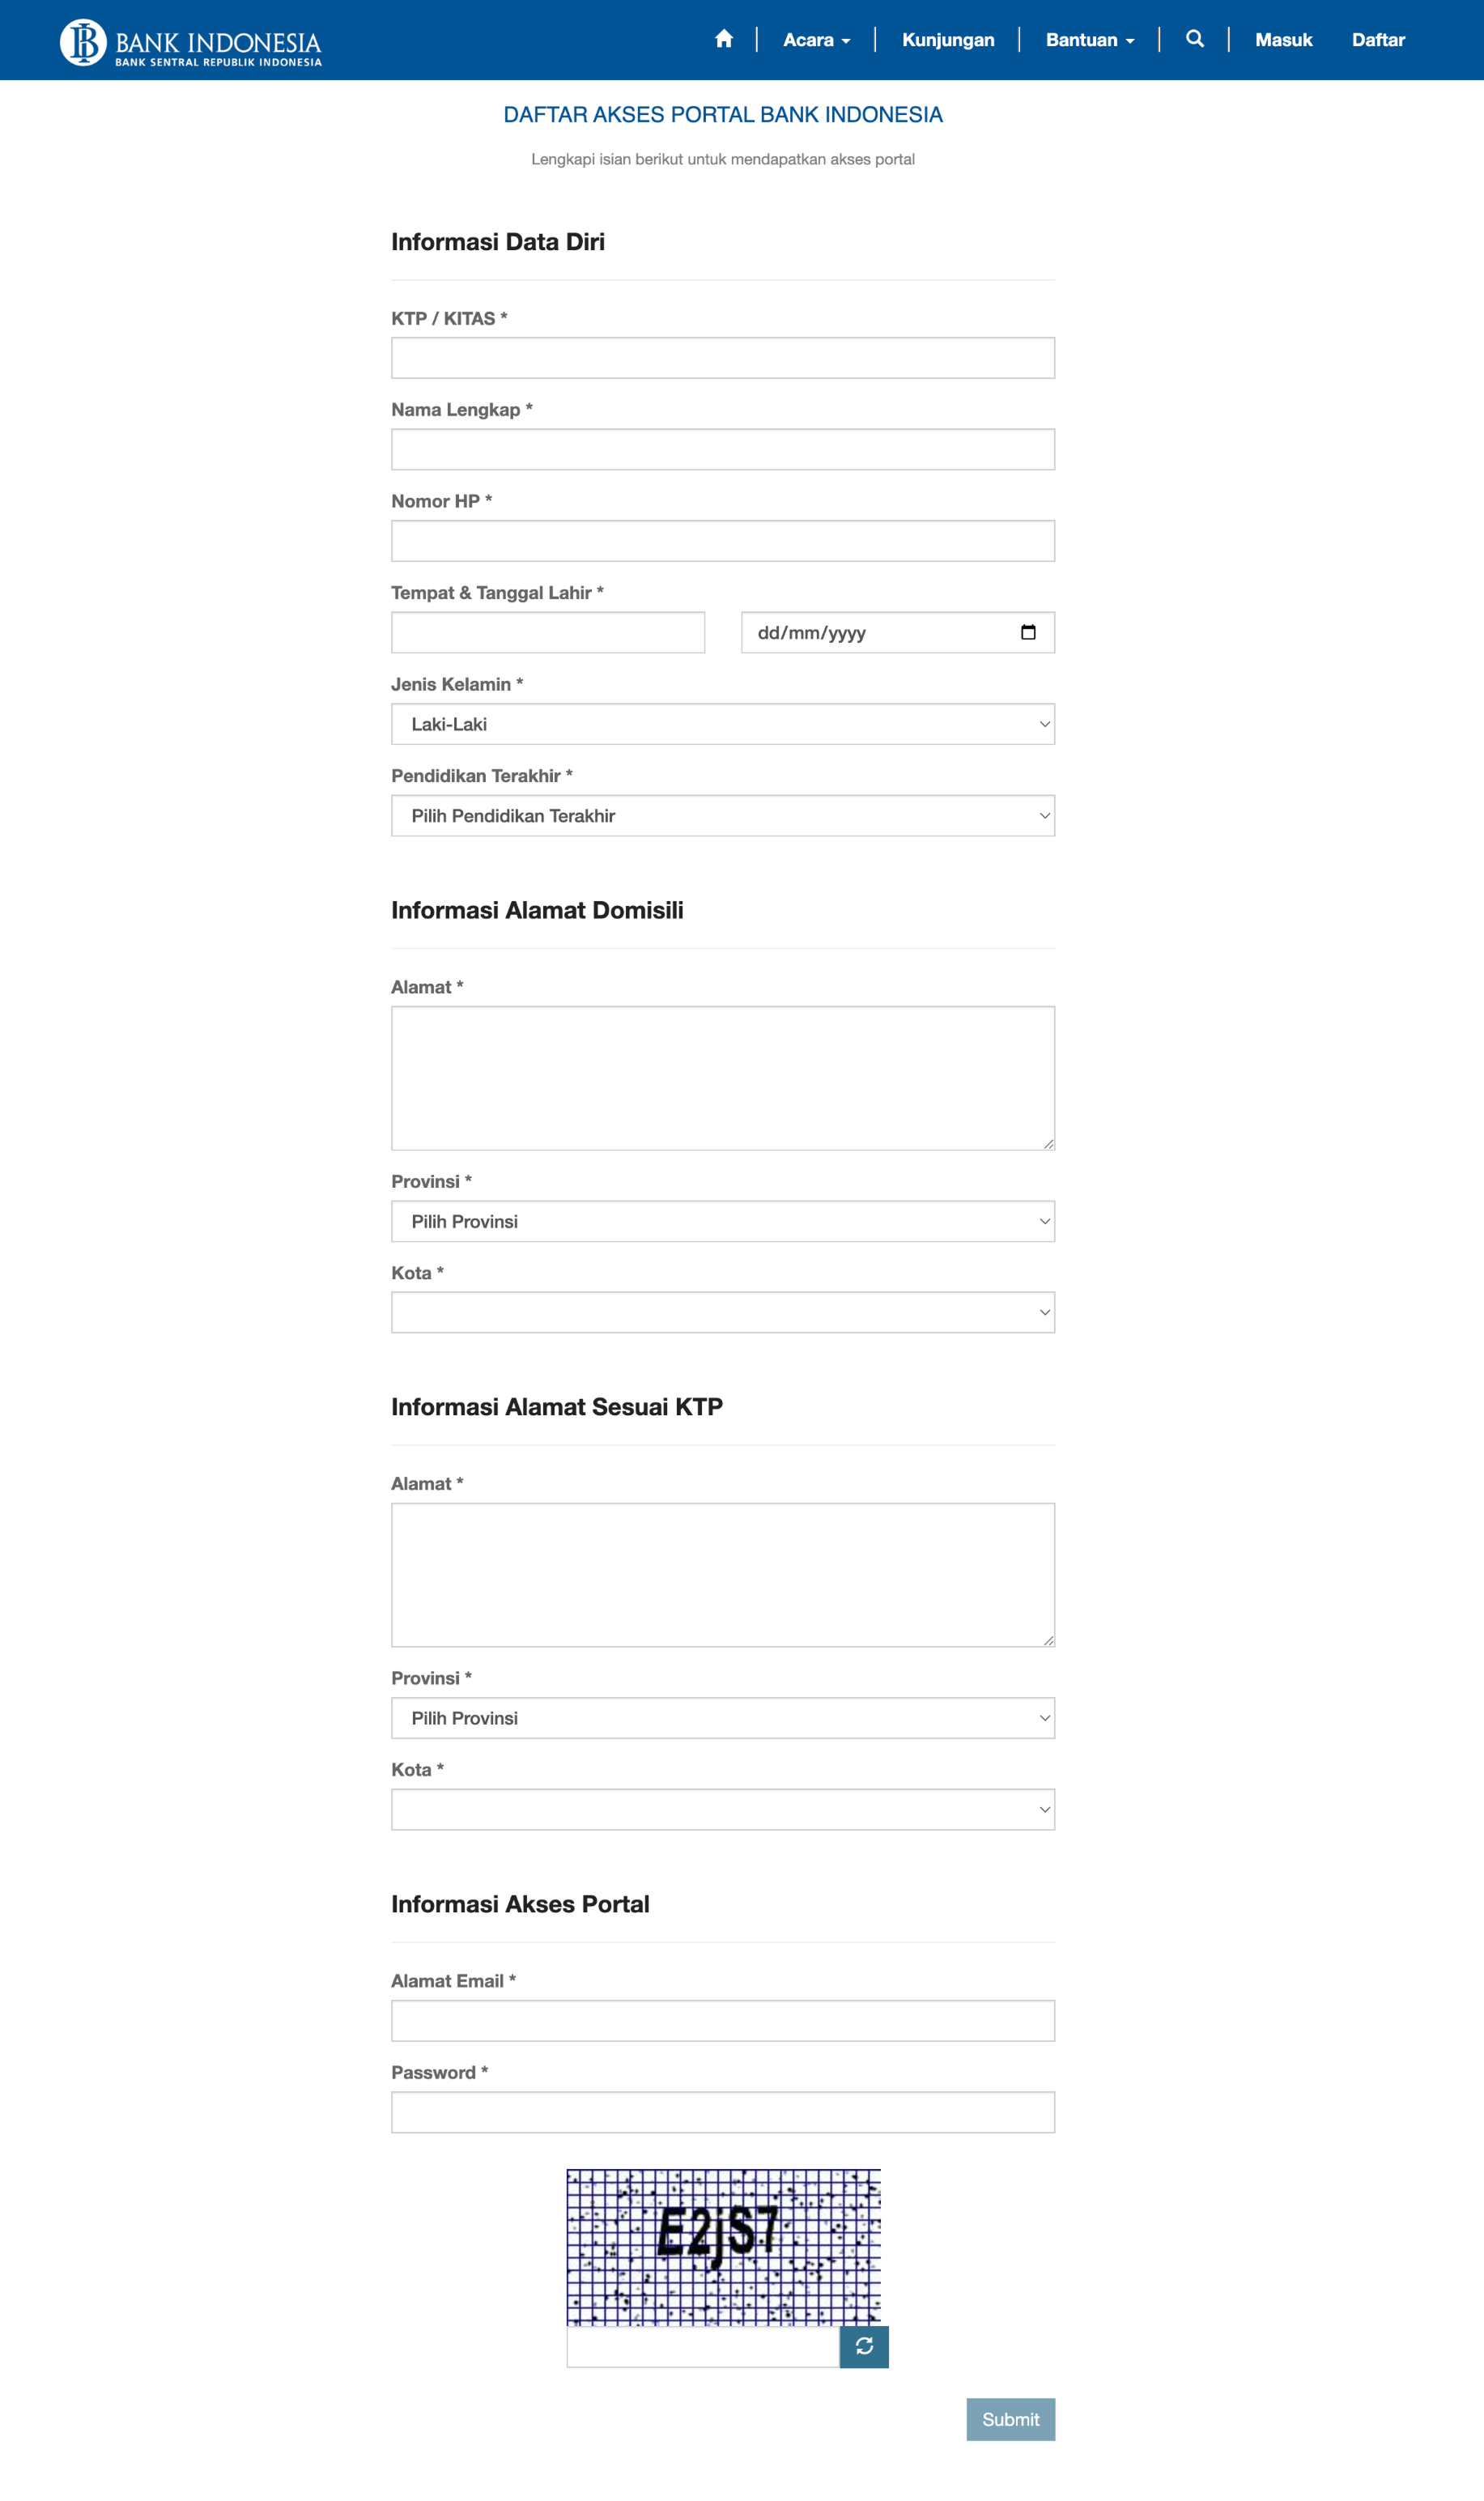 BANK INDONESIA
BANK SENTRAL REPUBLIK INDONESIA
Acara
Kunjungan
Bantuan
Masuk
Daftar
DAFTAR AKSES PORTAL BANK INDONESIA
Lengkapi isian berikut untuk mendapatkan akses portal
Informasi Data Diri
KTP / KITAS *
Nama Lengkap *
Nomor HP *
Tempat & Tanggal Lahir *
dd/mm/yyyy
Jenis Kelamin *
Laki-Laki
Pendidikan Terakhir *
Pilih Pendidikan Terakhir
Informasi Alamat Domisili
Alamat *
Provinsi *
Pilih Provinsi
Kota *
Informasi Alamat Sesuai KTP
Alamat *
Provinsi *
Pilih Provinsi
Kota *
Informasi Akses Portal
Alamat Email *
Password *
E2jS7
Submit